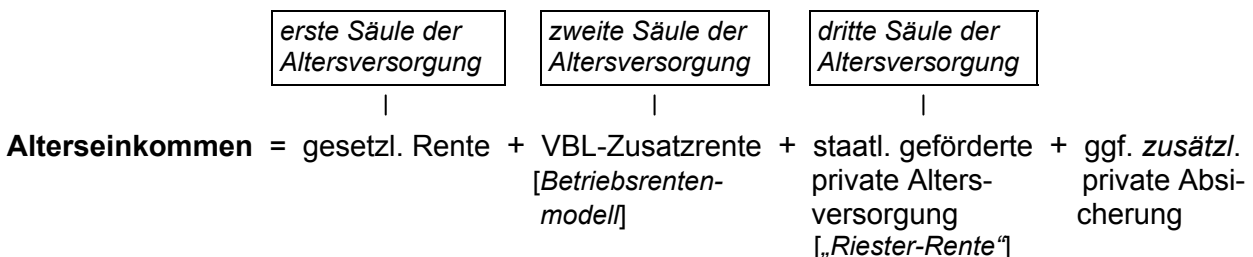 erste Säule der zweite Säule der dritte Säule der
Altersversorgung Altersversorgung Altersversorgung
| | |
Alterseinkommen = gesetzl. Rente + VBL-Zusatzrente + staatl. geförderte + ggf. zusätzl.
[Betriebsrenten- private Alters- private Absi-
modell] versorgung cherung
[„Riester-Rente“]